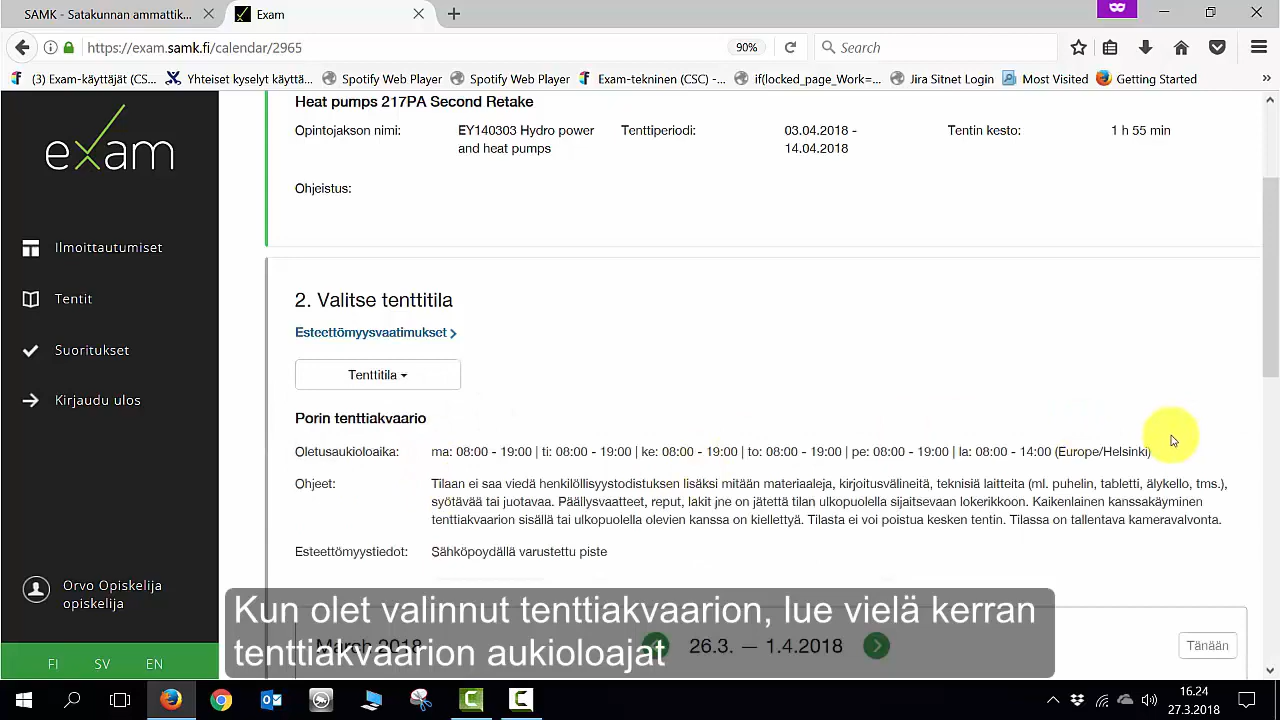 SAMK - Satakunnan ammattik...
Exam
https://exam.samk.fi/calendar/2965
90%
Search
(3) Exam-käyttäjät (CS...
Yhteiset kyselyt käyttä...
Spotify Web Player
Spotify Web Player
Exam-tekninen (CSC) -...
if(locked_page_Work=...
Jira Sitnet Login
Most Visited
Getting Started
exam
Ilmoittautumiset
Tentit
Suoritukset
Kirjaudu ulos
Orvo Opiskelija
opiskelija
FI SV EN
Heat pumps 217PA Second Retake
Opintojakson nimi: EY140303 Hydro power Tenttiperiodi: 03.04.2018 - Tentin kesto: 1 h 55 min
and heat pumps 14.04.2018
Ohjeistus:
2. Valitse tenttitila
Esteettömyysvaatimukset
Tenttitila
Porin tenttiakvaario
Oletusaukioloaika: ma: 08:00 - 19:00 | ti: 08:00 - 19:00 | ke: 08:00 - 19:00 | to: 08:00 - 19:00 | pe: 08:00 - 19:00 | la: 08:00 - 14:00 (Europe/Helsinki)
Ohjeet: Tilaan ei saa viedä henkilöllisyystodistuksen lisäksi mitään materiaaleja, kirjoitusvälineitä, teknisiä laitteita (ml. puhelin, tabletti, älykello, tms.),
syötävää tai juotavaa. Päällysvaatteet, reput, lakit jne on jätettä tilan ulkopuolella sijaitsevaan lokerikkoon. Kaikenlainen kanssakäyminen
tenttiakvaarion sisällä tai ulkopuolella olevien kanssa on kiellettyä. Tilasta ei voi poistua kesken tentin. Tilassa on tallentava kameravalvonta.
Esteettömyystiedot: Sähköpoydällä varustettu piste
March 2018 26.3. — 1.4.2018 Tänään
Kun olet valinnut tenttiakvaarion, lue vielä kerran
tenttiakvaarion aukioloajat
16.24
27.3.2018